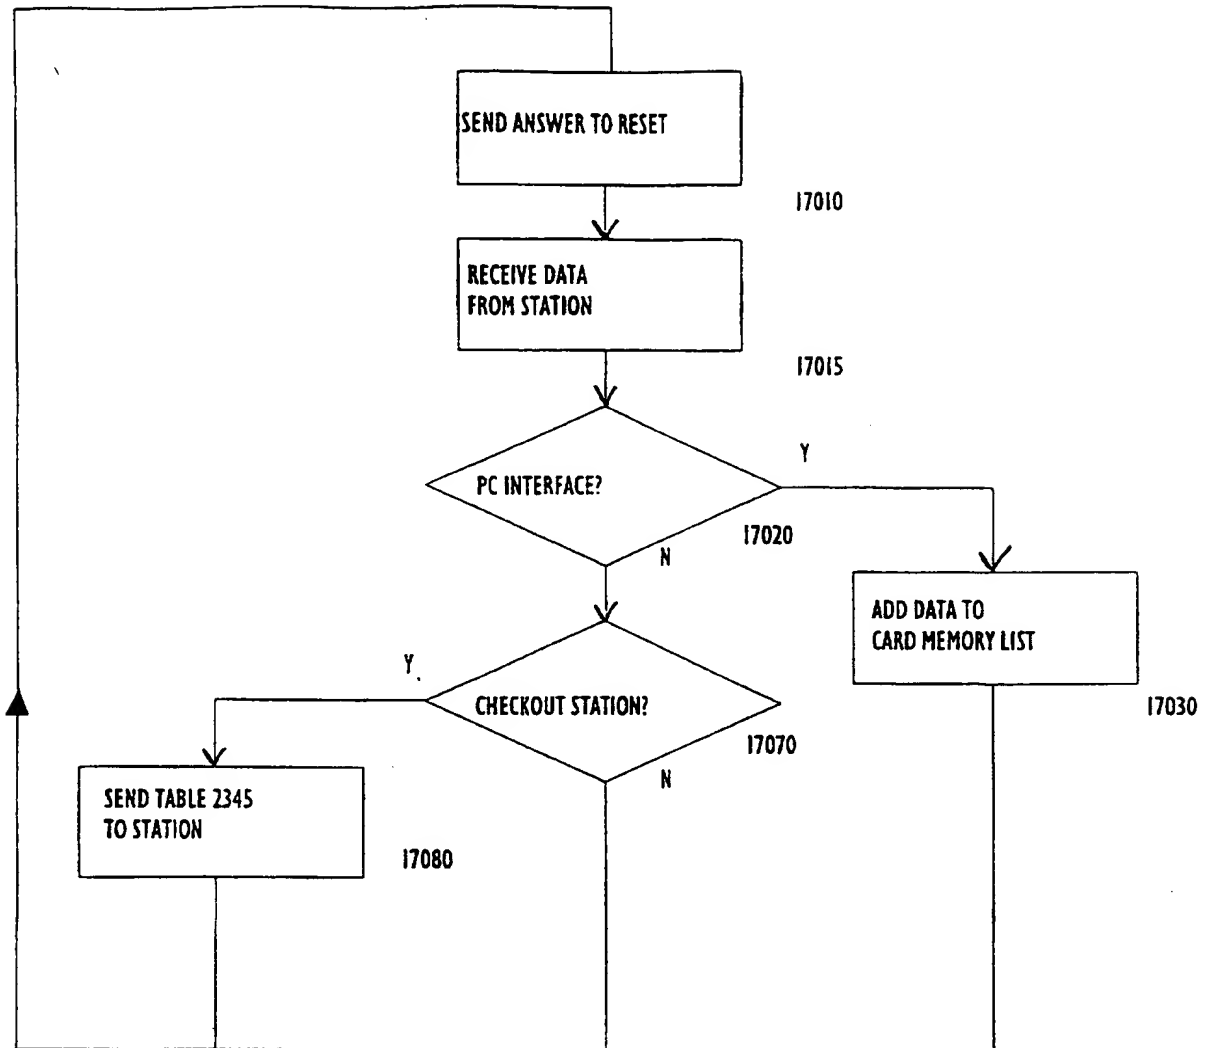 SEND ANSWER TO RESET
17010
RECEIVE DATA
FROM STATION
17015
PC INTERFACE?
Y
17020
N
ADD DATA TO
CARD MEMORY LIST
17030
Y
CHECKOUT STATION?
17070
N
SEND TABLE 2345
TO STATION
17080